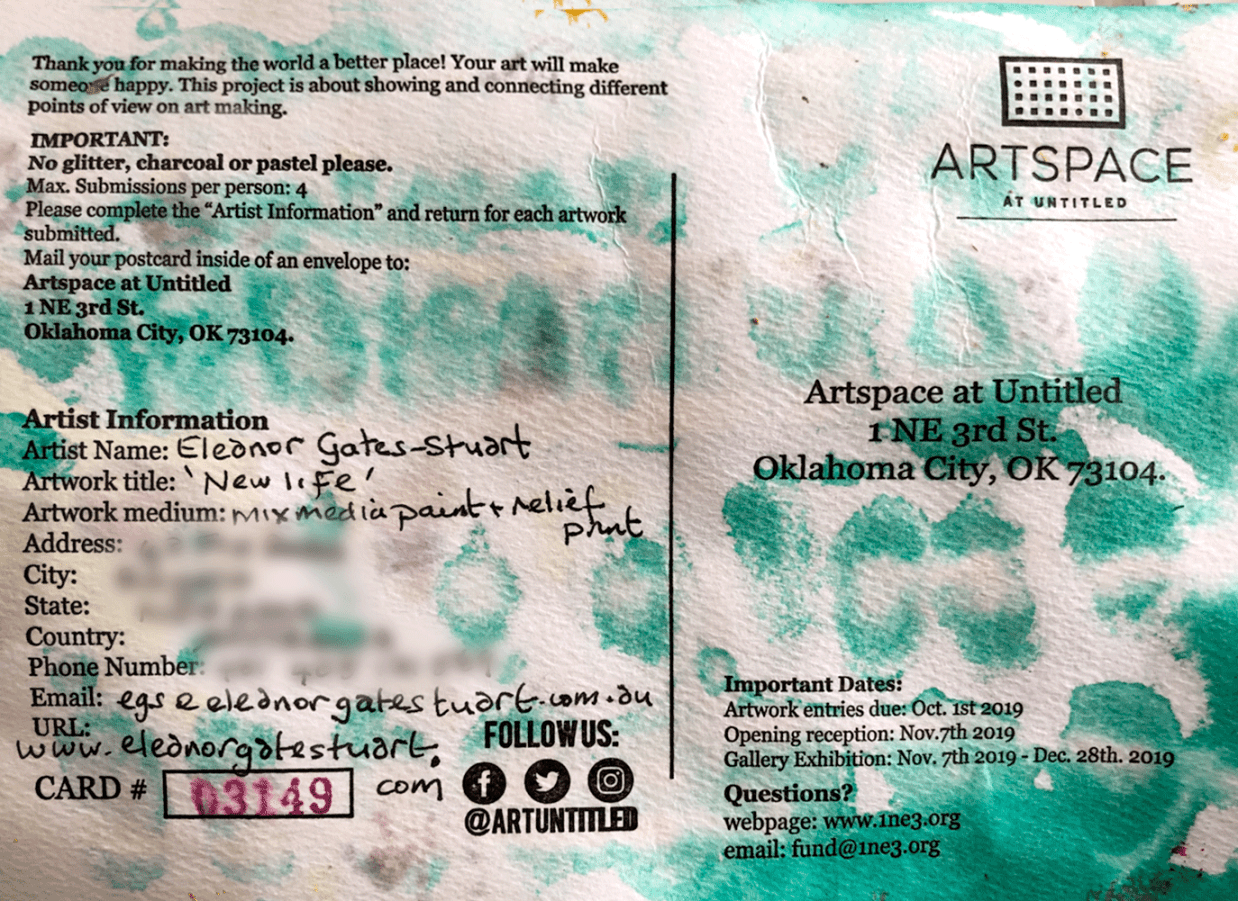 Thank you for making the world a better place! Your art will make
someone happy. This project is about showing and connecting different
points of view on art making.
IMPORTANT:
No glitter, charcoal or pastel please.
Max. Submissions per person: 4
Please complete the “Artist Information” and return for each artwork
submitted.
Mail your postcard inside of an envelope to:
Artspace at Untitled
1 NE 3rd St.
Oklahoma City, OK 73104.
Artist Information
Artist Name: Eleanor Gates-Stuart
Artwork title: 'New life'
Artwork medium: mix media paint + relief
print
Address:
City:
State:
Country:
Phone Number:
Email: egs@eleanorgatestuart.com.au
URL:
www.eleanorgatestuart.
com
CARD # 03149
FOLLOW US:
@ARTUNTITLED
ARTSPACE
AT UNTITLED
Artspace at Untitled
1 NE 3rd St.
Oklahoma City, OK 73104.
Important Dates:
Artwork entries due: Oct. 1st 2019
Opening reception: Nov.7th 2019
Gallery Exhibition: Nov. 7th 2019 - Dec. 28th. 2019
Questions?
webpage: www.1ne3.org
email: fund@1ne3.org